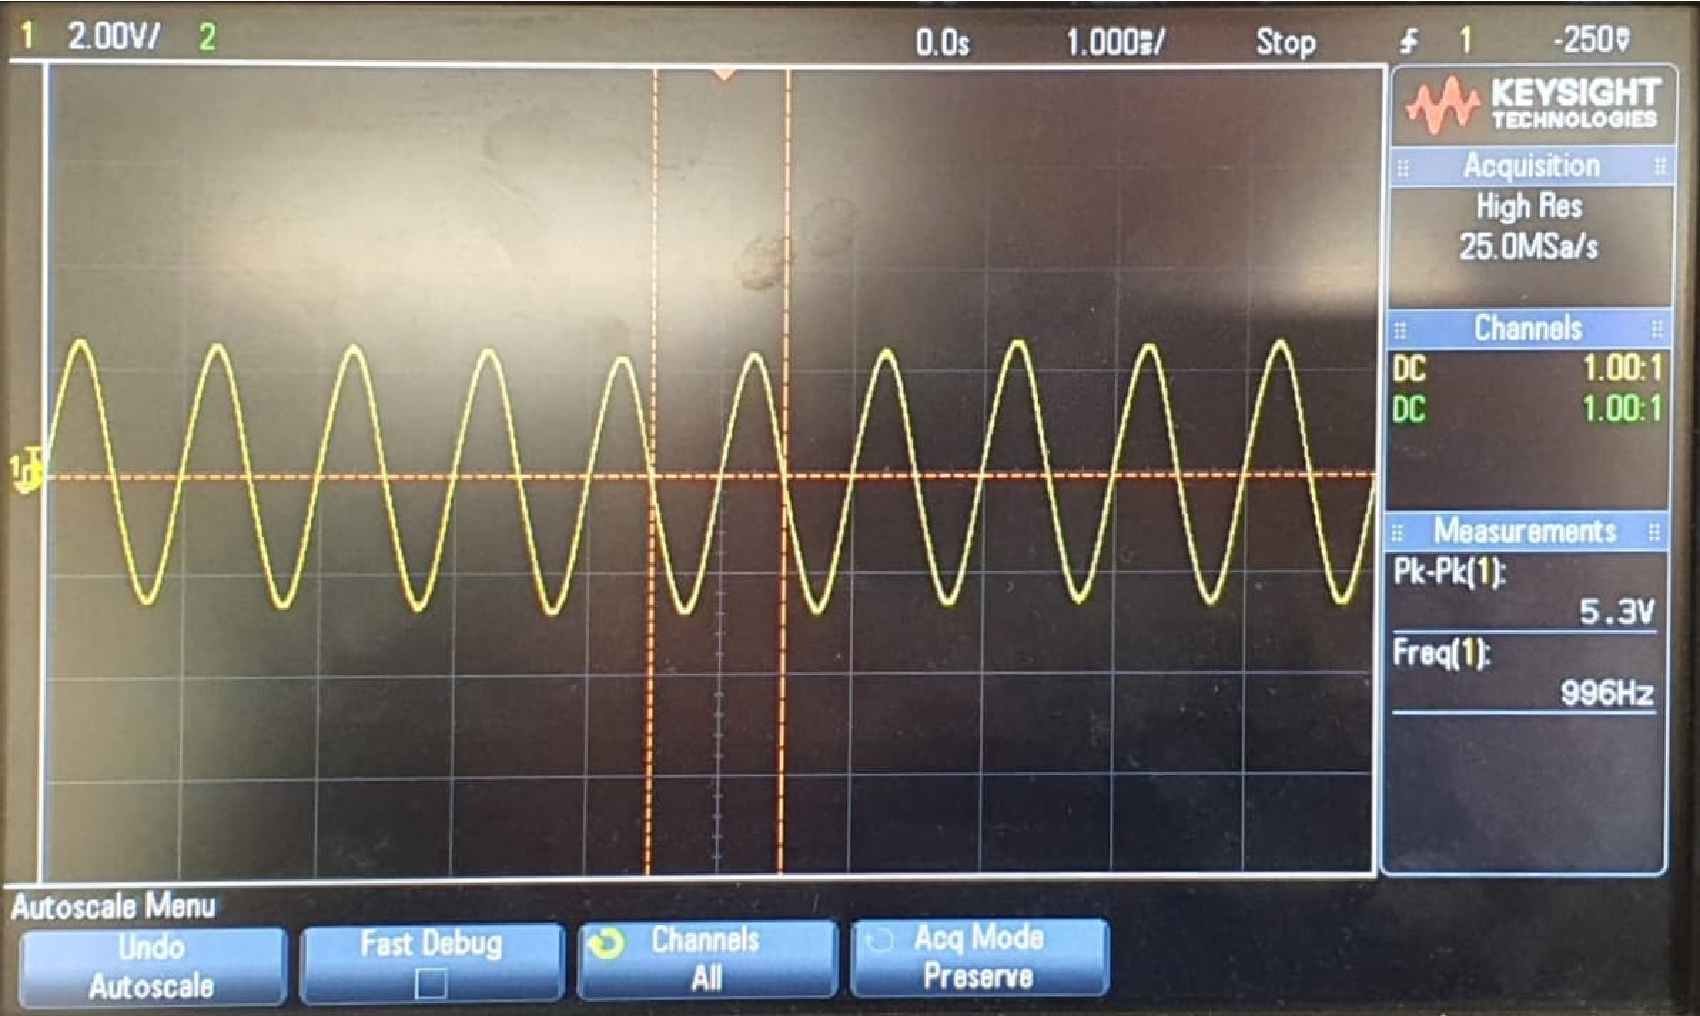 1 2.00V/ 2 0.0s 1.000ms/ Stop 1 -250V
KEYSIGHT
TECHNOLOGIES
Acquisition
High Res
25.0MSa/s
Channels
DC 1.00:1
DC 1.00:1
Measurements
Pk-Pk(1):
5.3V
Freq(1):
996Hz
1
Autoscale Menu
Undo
Autoscale
Fast Debug
Channels
All
Acq Mode
Preserve